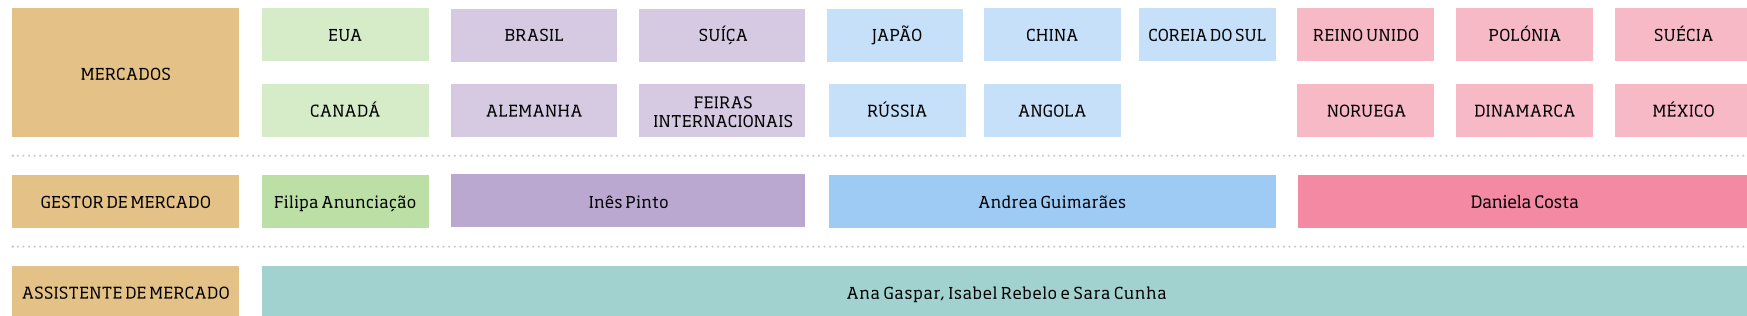 MERCADOS
EUA
BRASIL
SUÍÇA
JAPÃO
CHINA
COREIA DO SUL
REINO UNIDO
POLÓNIA
SUÉCIA
CANADÁ
ALEMANHA
FEIRAS
INTERNACIONAIS
RÚSSIA
ANGOLA
NORUEGA
DINAMARCA
MÉXICO
GESTOR DE MERCADO
Filipa Anunciação
Inês Pinto
Andrea Guimarães
Daniela Costa
ASSISTENTE DE MERCADO
Ana Gaspar, Isabel Rebelo e Sara Cunha